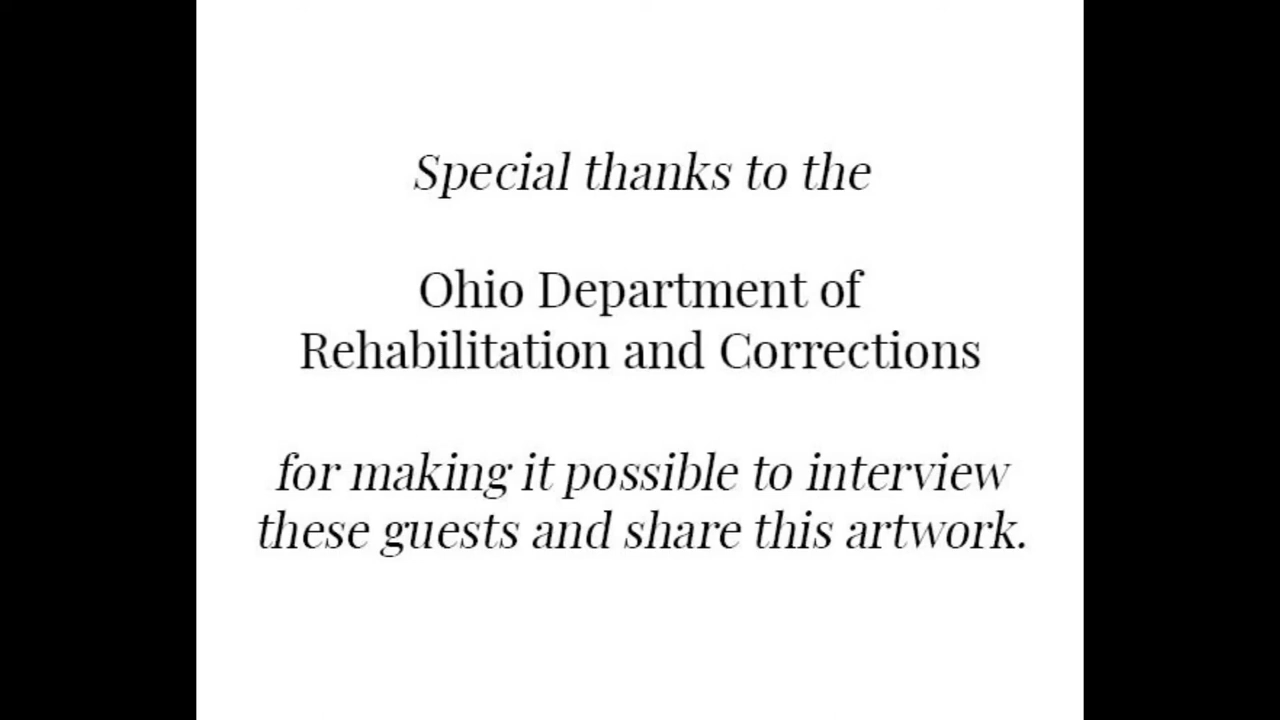 Special thanks to the
Ohio Department of
Rehabilitation and Corrections
for making it possible to interview
these guests and share this artwork.